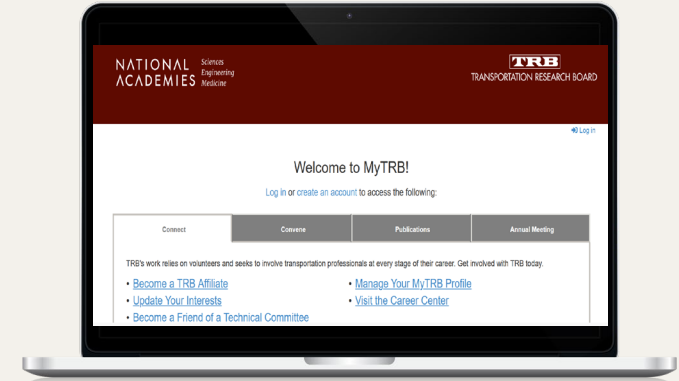 NATIONAL ACADEMIES
Sciences
Engineering
Medicine
TRB
TRANSPORTATION RESEARCH BOARD
Log in
Welcome to MyTRB!
Log in or create an account to access the following:
Connect
Convene
Publications
Annual Meeting
TRB's work relies on volunteers and seeks to involve transportation professionals at every stage of their career. Get involved with TRB today.
• Become a TRB Affiliate
• Update Your Interests
• Become a Friend of a Technical Committee
• Manage Your MyTRB Profile
• Visit the Career Center